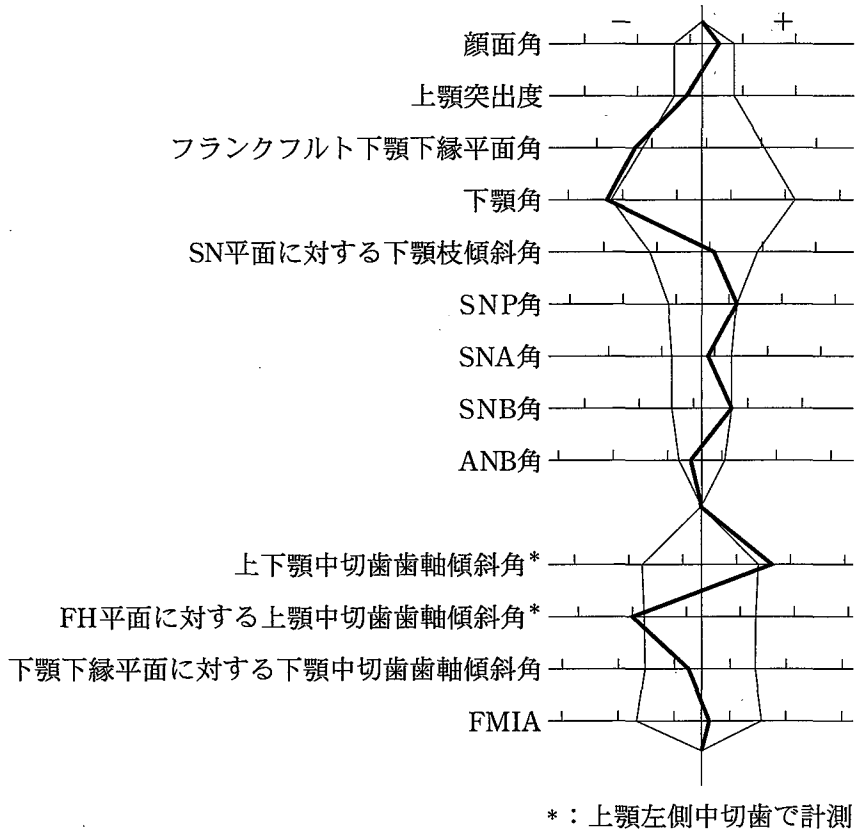 − +
顔面角
上顎突出度
フランクフルト下顎下縁平面角
下顎角
SN平面に対する下顎枝傾斜角
SNP角
SNA角
SNB角
ANB角
上下顎中切歯歯軸傾斜角*
FH平面に対する上顎中切歯歯軸傾斜角*
下顎下縁平面に対する下顎中切歯歯軸傾斜角
FMIA
*：上顎左側中切歯で計測